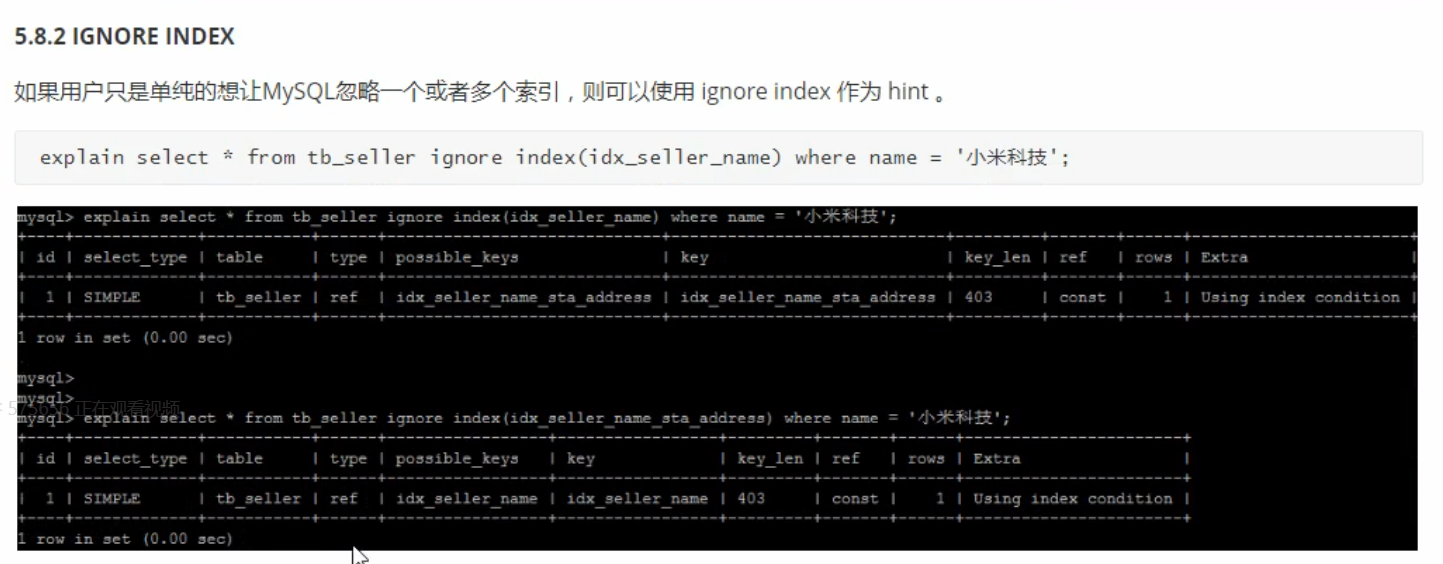 5.8.2 IGNORE INDEX
如果用户只是单纯的想让MySQL忽略一个或者多个索引，则可以使用 ignore index 作为 hint 。
explain select * from tb_seller ignore index(idx_seller_name) where name = '小米科技';
mysql> explain select * from tb_seller ignore index(idx_seller_name) where name = '小米科技';
| id | select_type | table | type | possible_keys | key | key_len | ref | rows | Extra |
| 1 | SIMPLE | tb_seller | ref | idx_seller_name_sta_address | idx_seller_name_sta_address | 403 | const | 1 | Using index condition |
1 row in set (0.00 sec)
mysql>
mysql>
575656 正在观看视频
mysql> explain select * from tb_seller ignore index(idx_seller_name_sta_address) where name = '小米科技';
| id | select_type | table | type | possible_keys | key | key_len | ref | rows | Extra |
| 1 | SIMPLE | tb_seller | ref | idx_seller_name | idx_seller_name | 403 | const | 1 | Using index condition |
1 row in set (0.00 sec)